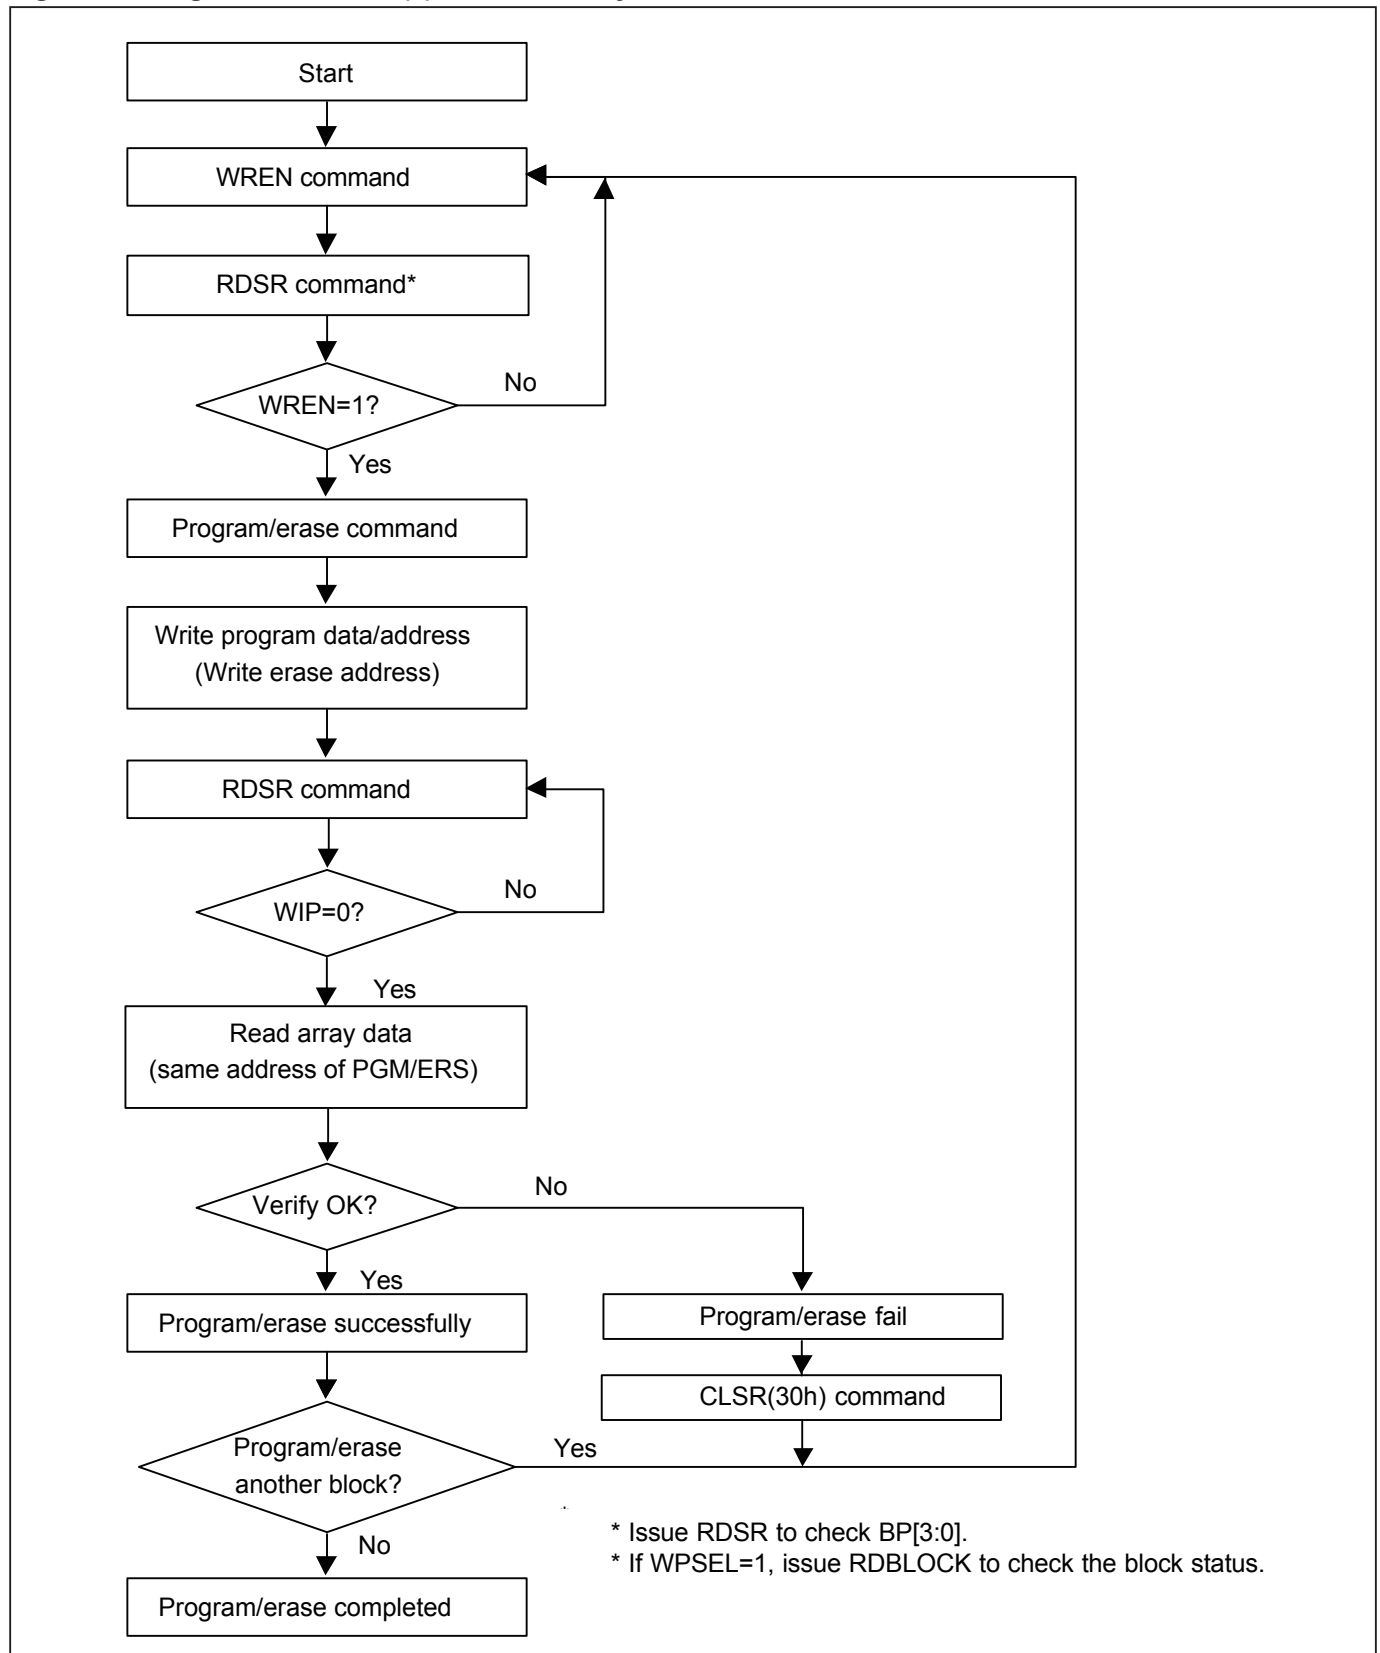 Start
WREN command
RDSR command*
WREN=1?
No
Yes
Program/erase command
Write program data/address
(Write erase address)
RDSR command
WIP=0?
No
Yes
Read array data
(same address of PGM/ERS)
Verify OK?
No
Yes
Program/erase successfully
Program/erase fail
CLSR(30h) command
Program/erase
another block?
Yes
* Issue RDSR to check BP[3:0].
* If WPSEL=1, issue RDBLOCK to check the block status.
No
Program/erase completed